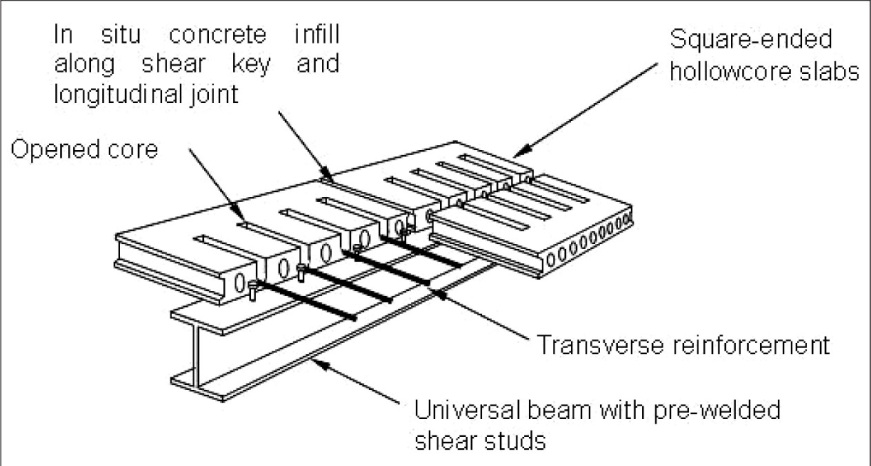 In situ concrete infill
along shear key and
longitudinal joint
Square-ended
hollowcore slabs
Opened core
Transverse reinforcement
Universal beam with pre-welded
shear studs